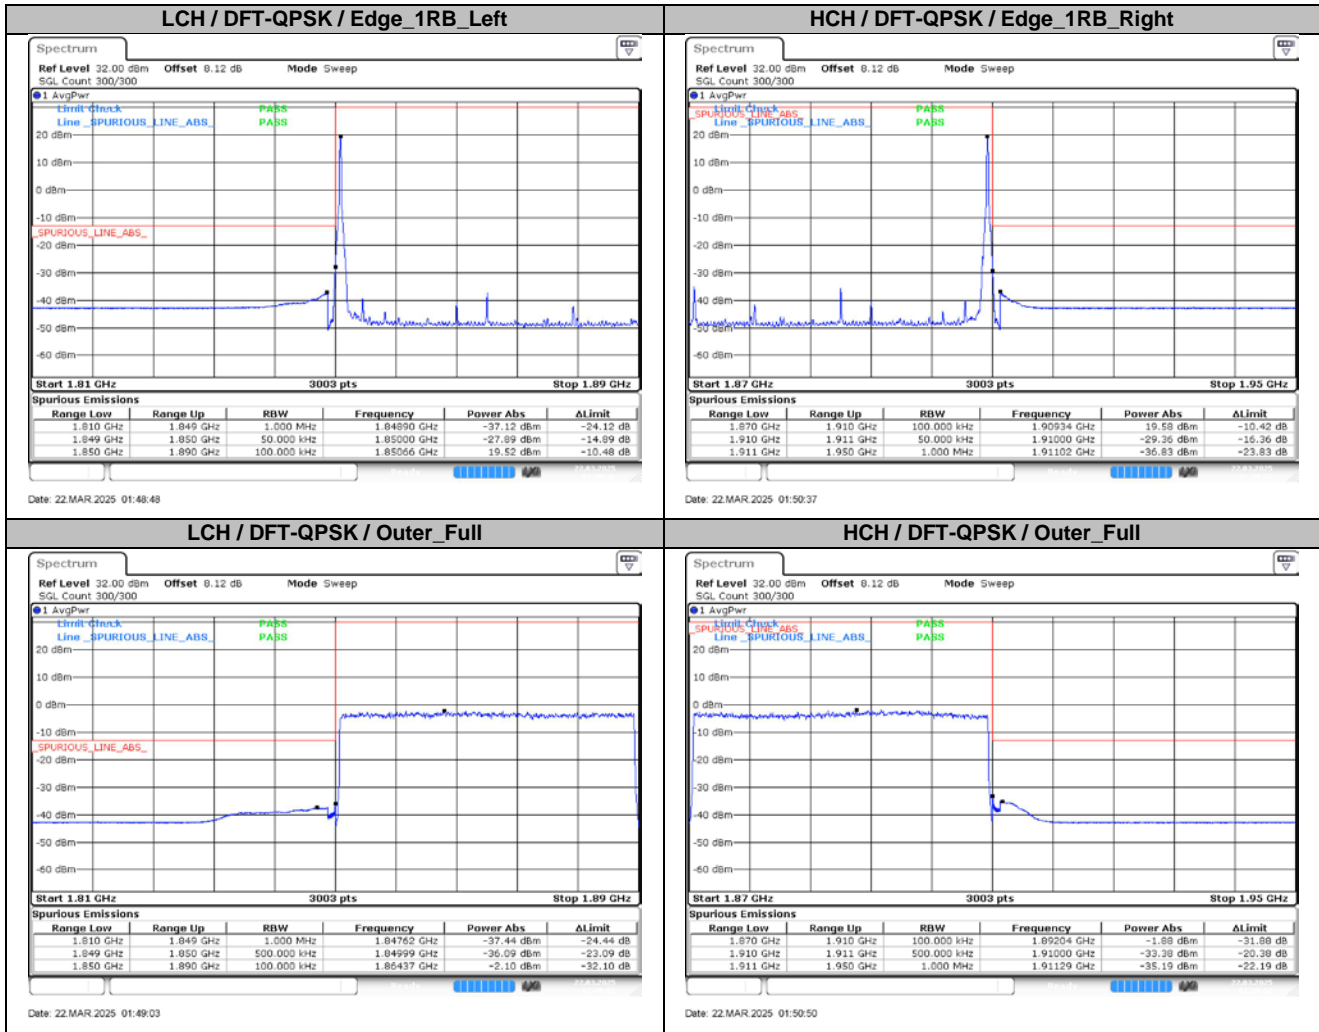 LCH / DFT-QPSK / Edge_1RB_Left
Spectrum
Ref Level 32.00 dBm Offset 8.12 dB Mode Sweep
SGL Count 300/300
1 AvgPwr
Limit Check PASS
Line _SPURIOUS_LINE_ABS_ PASS
20 dBm
10 dBm
0 dBm
-10 dBm
_SPURIOUS_LINE_ABS_
-20 dBm
-30 dBm
-40 dBm
-50 dBm
-60 dBm
Start 1.81 GHz 3003 pts Stop 1.89 GHz
Spurious Emissions
Range Low Range Up RBW Frequency Power Abs ΔLimit
1.810 GHz 1.849 GHz 1.000 MHz 1.84890 GHz -37.12 dBm -24.12 dB
1.849 GHz 1.850 GHz 50.000 kHz 1.85000 GHz -27.89 dBm -14.89 dB
1.850 GHz 1.890 GHz 100.000 kHz 1.85066 GHz 19.52 dBm -10.48 dB
Date: 22.MAR.2025 01:48:48
HCH / DFT-QPSK / Edge_1RB_Right
Spectrum
Ref Level 32.00 dBm Offset 8.12 dB Mode Sweep
SGL Count 300/300
1 AvgPwr
Limit Check PASS
_SPURIOUS_LINE_ABS_
Line _SPURIOUS_LINE_ABS_ PASS
20 dBm
10 dBm
0 dBm
-10 dBm
-20 dBm
-30 dBm
-40 dBm
-50 dBm
-60 dBm
Start 1.87 GHz 3003 pts Stop 1.95 GHz
Spurious Emissions
Range Low Range Up RBW Frequency Power Abs ΔLimit
1.870 GHz 1.910 GHz 100.000 kHz 1.90934 GHz 19.58 dBm -10.42 dB
1.910 GHz 1.911 GHz 50.000 kHz 1.91000 GHz -29.36 dBm -16.36 dB
1.911 GHz 1.950 GHz 1.000 MHz 1.91102 GHz -36.83 dBm -23.83 dB
Date: 22.MAR.2025 01:50:37
LCH / DFT-QPSK / Outer_Full
Spectrum
Ref Level 32.00 dBm Offset 8.12 dB Mode Sweep
SGL Count 300/300
1 AvgPwr
Limit Check PASS
Line _SPURIOUS_LINE_ABS_ PASS
20 dBm
10 dBm
0 dBm
-10 dBm
_SPURIOUS_LINE_ABS_
-20 dBm
-30 dBm
-40 dBm
-50 dBm
-60 dBm
Start 1.81 GHz 3003 pts Stop 1.89 GHz
Spurious Emissions
Range Low Range Up RBW Frequency Power Abs ΔLimit
1.810 GHz 1.849 GHz 1.000 MHz 1.84762 GHz -37.44 dBm -24.44 dB
1.849 GHz 1.850 GHz 500.000 kHz 1.84999 GHz -36.09 dBm -23.09 dB
1.850 GHz 1.890 GHz 100.000 kHz 1.86437 GHz -2.10 dBm -32.10 dB
Date: 22.MAR.2025 01:49:03
HCH / DFT-QPSK / Outer_Full
Spectrum
Ref Level 32.00 dBm Offset 8.12 dB Mode Sweep
SGL Count 300/300
1 AvgPwr
Limit Check PASS
_SPURIOUS_LINE_ABS_
Line _SPURIOUS_LINE_ABS_ PASS
20 dBm
10 dBm
0 dBm
-10 dBm
-20 dBm
-30 dBm
-40 dBm
-50 dBm
-60 dBm
Start 1.87 GHz 3003 pts Stop 1.95 GHz
Spurious Emissions
Range Low Range Up RBW Frequency Power Abs ΔLimit
1.870 GHz 1.910 GHz 100.000 kHz 1.89204 GHz -1.88 dBm -31.88 dB
1.910 GHz 1.911 GHz 500.000 kHz 1.91000 GHz -33.38 dBm -20.38 dB
1.911 GHz 1.950 GHz 1.000 MHz 1.91129 GHz -35.19 dBm -22.19 dB
Date: 22.MAR.2025 01:50:50